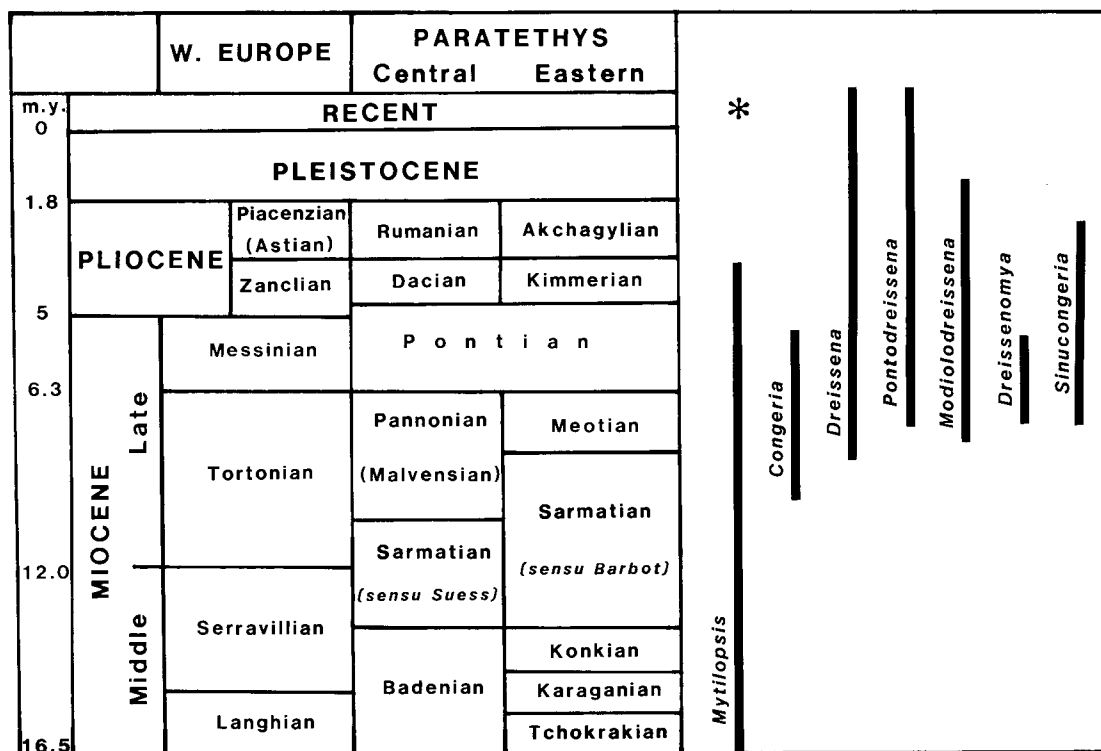 W. EUROPE
PARATETHYS
Central Eastern
m.y.
0
RECENT
PLEISTOCENE
1.8
PLIOCENE
Piacenzian
(Astian)
Rumanian
Akchagylian
Zanclian
Dacian
Kimmerian
5
Messinian
Pontian
6.3
MIOCENE
Late
Tortonian
Pannonian
(Malvensian)
Meotian
Sarmatian
(sensu Barbot)
Sarmatian
(sensu Suess)
12.0
Middle
Serravillian
Konkian
Badenian
Karaganian
Langhian
Tchokrakian
16.5
*
Mytilopsis
Congeria
Dreissena
Pontodreissena
Modiolodreissena
Dreissenomya
Sinucongeria